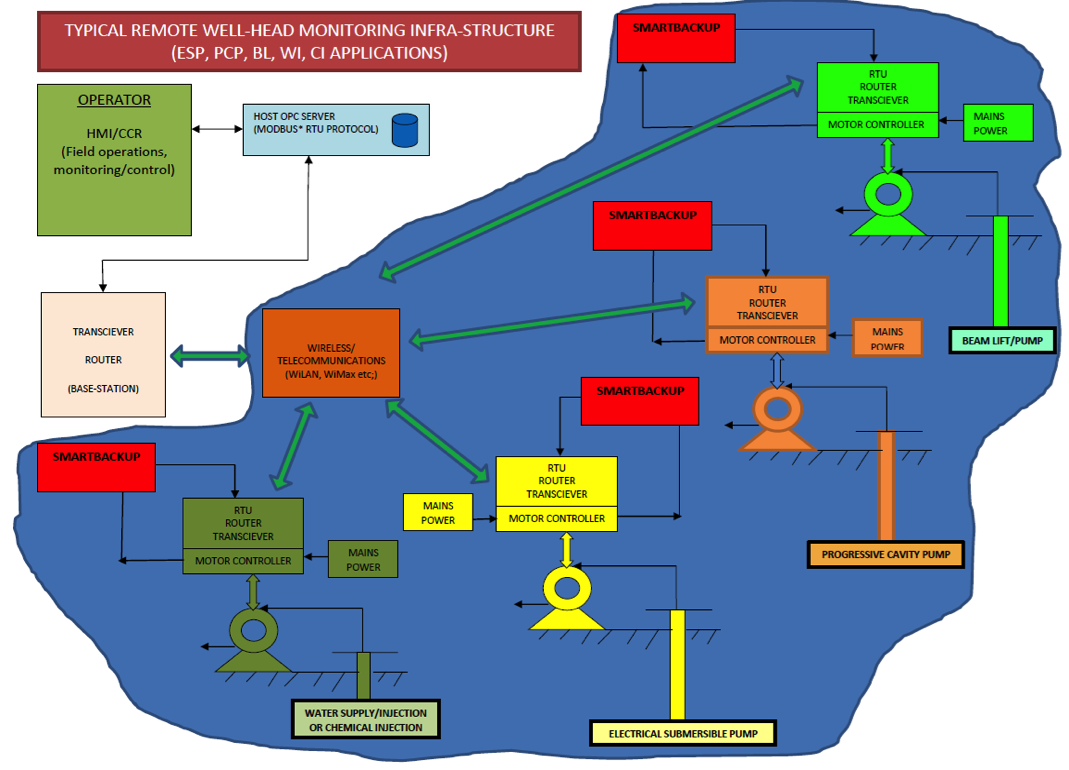 TYPICAL REMOTE WELL-HEAD MONITORING INFRA-STRUCTURE
(ESP, PCP, BL, WI, CI APPLICATIONS)
SMARTBACKUP
RTU
ROUTER
TRANSCIEVER
MOTOR CONTROLLER
MAINS
POWER
OPERATOR
HMI/CCR
(Field operations,
monitoring/control)
HOST OPC SERVER
(MODBUS* RTU PROTOCOL)
BEAM LIFT/PUMP
SMARTBACKUP
RTU
ROUTER
TRANSCIEVER
MOTOR CONTROLLER
MAINS
POWER
TRANSCIEVER
ROUTER
(BASE-STATION)
WIRELESS/
TELECOMMUNICATIONS
(WiLAN, WiMax etc;)
PROGRESSIVE CAVITY PUMP
SMARTBACKUP
RTU
ROUTER
TRANSCIEVER
MOTOR CONTROLLER
MAINS
POWER
ELECTRICAL SUBMERSIBLE PUMP
SMARTBACKUP
RTU
ROUTER
TRANSCIEVER
MOTOR CONTROLLER
MAINS
POWER
WATER SUPPLY/INJECTION
OR CHEMICAL INJECTION